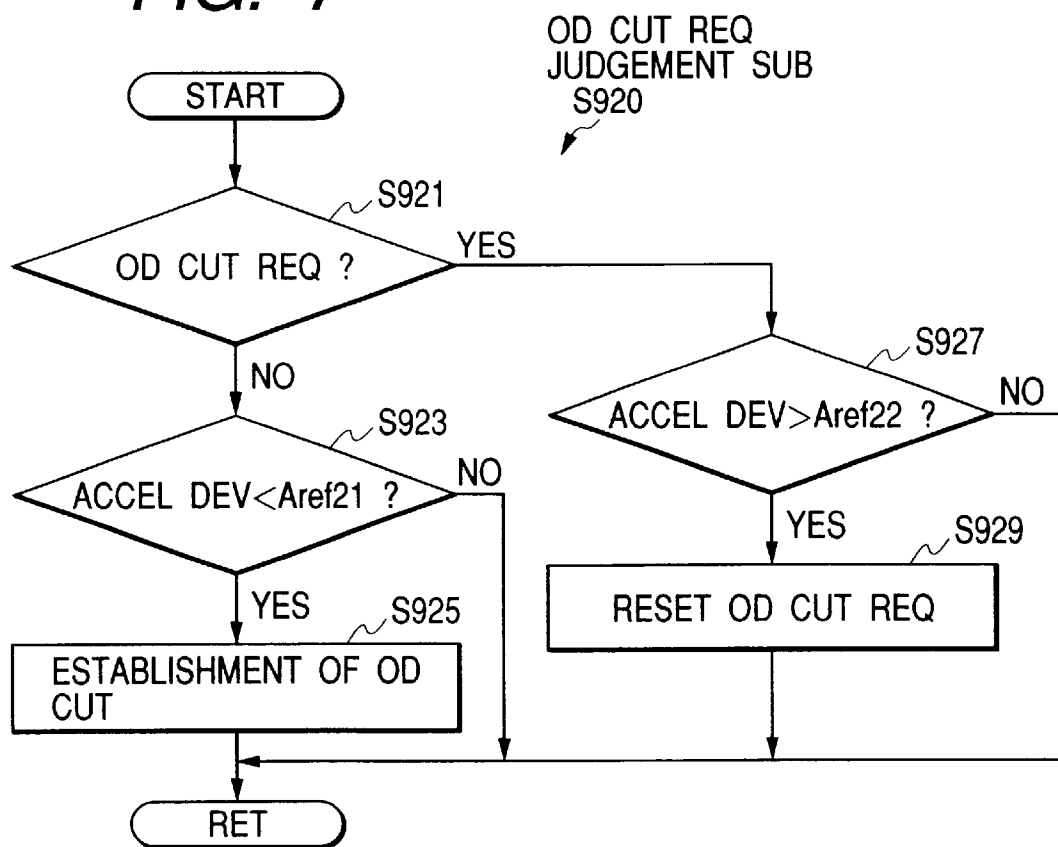 FIG. 7
OD CUT REQ
JUDGEMENT SUB
S920
START
S921
OD CUT REQ ?
YES
NO
S927
ACCEL DEV>Aref22 ?
NO
S923
ACCEL DEV<Aref21 ?
NO
YES
S929
RESET OD CUT REQ
YES
S925
ESTABLISHMENT OF OD
CUT
RET